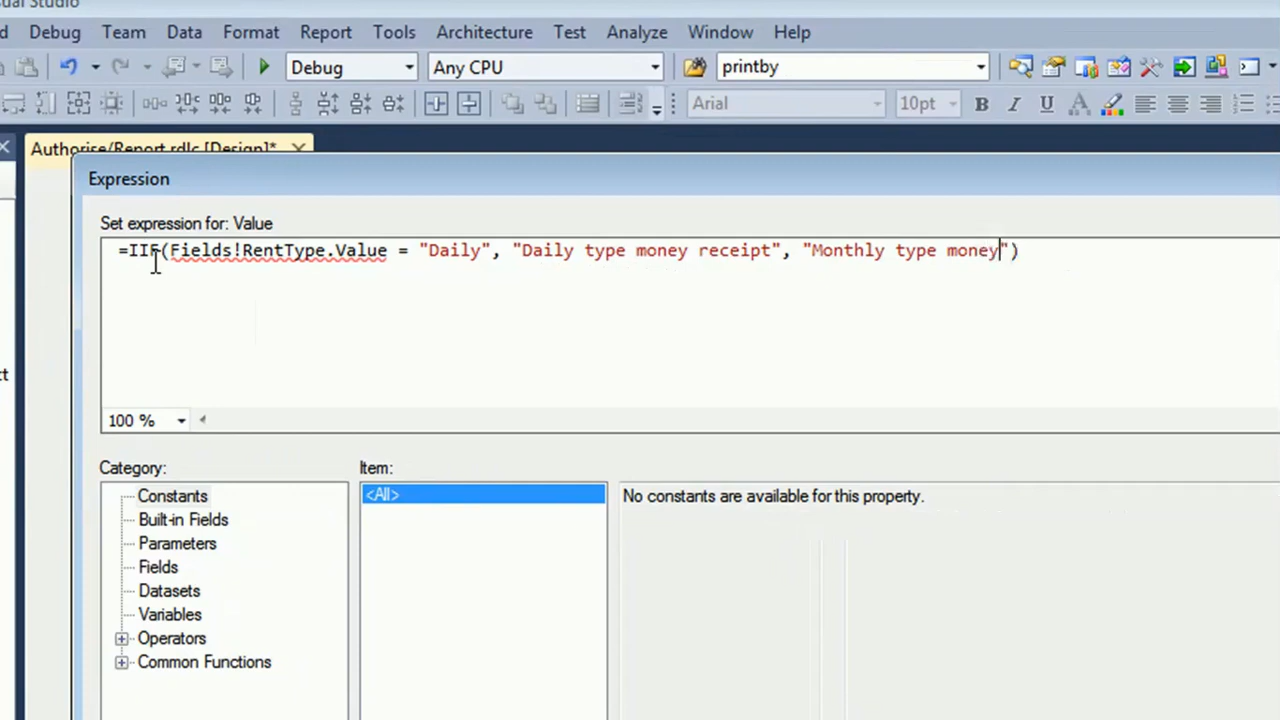 sual Studio
d Debug Team Data Report Format Report Tools Architecture Test Analyze Window Help
Debug Any CPU printby
Arial 10pt B I U A
Authorise/Report.rdlc [Design]*
Expression
Set expression for: Value
=IIF(Fields!RentType.Value = "Daily", "Daily type money receipt", "Monthly type money")
ct
100 %
Category: Item:
Constants <All> No constants are available for this property.
Built-in Fields
Parameters
Fields
Datasets
Variables
Operators
Common Functions